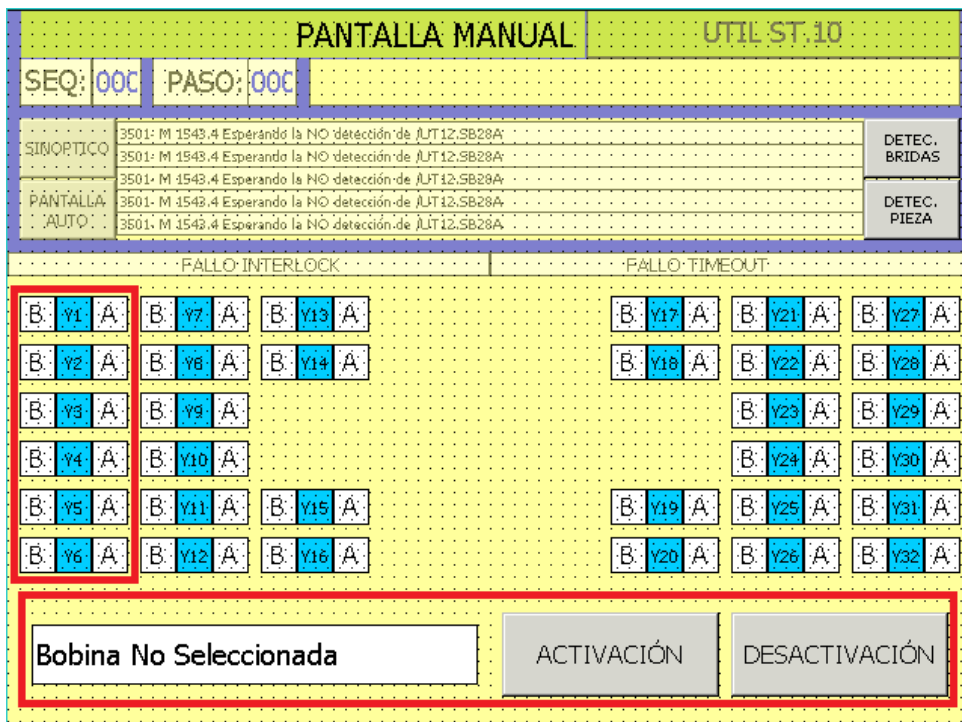 PANTALLA MANUAL UTIL ST.10
SEQ: 000 PASO: 000
SINOPTICO
PANTALLA
AUTO
3501- M 1543.4 Esperando la NO detección de /UT12.SB28A
3501- M 1543.4 Esperando la NO detección de /UT12.SB28A
3501- M 1543.4 Esperando la NO detección de /UT12.SB28A
3501- M 1543.4 Esperando la NO detección de /UT12.SB28A
3501- M 1543.4 Esperando la NO detección de /UT12.SB28A
DETEC.
BRIDAS
DETEC.
PIEZA
FALLO INTERLOCK FALLO TIMEOUT
B Y1 A B Y7 A B Y13 A B Y17 A B Y21 A B Y27 A
B Y2 A B Y8 A B Y14 A B Y18 A B Y22 A B Y28 A
B Y3 A B Y9 A B Y23 A B Y29 A
B Y4 A B Y10 A B Y24 A B Y30 A
B Y5 A B Y11 A B Y15 A B Y19 A B Y25 A B Y31 A
B Y6 A B Y12 A B Y16 A B Y20 A B Y26 A B Y32 A
Bobina No Seleccionada ACTIVACIÓN DESACTIVACIÓN